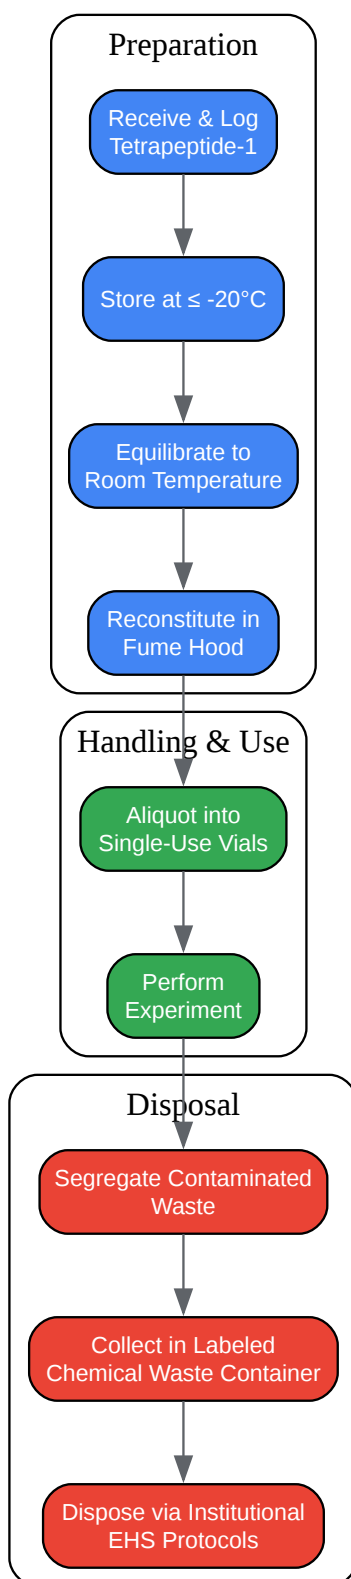 Preparation
Receive & Log
Tetrapeptide-1
Store at ≤ -20°C
Equilibrate to
Room Temperature
Reconstitute in
Fume Hood
Handling & Use
Aliquot into
Single-Use Vials
Perform
Experiment
Disposal
Segregate Contaminated
Waste
Collect in Labeled
Chemical Waste Container
Dispose via Institutional
EHS Protocols